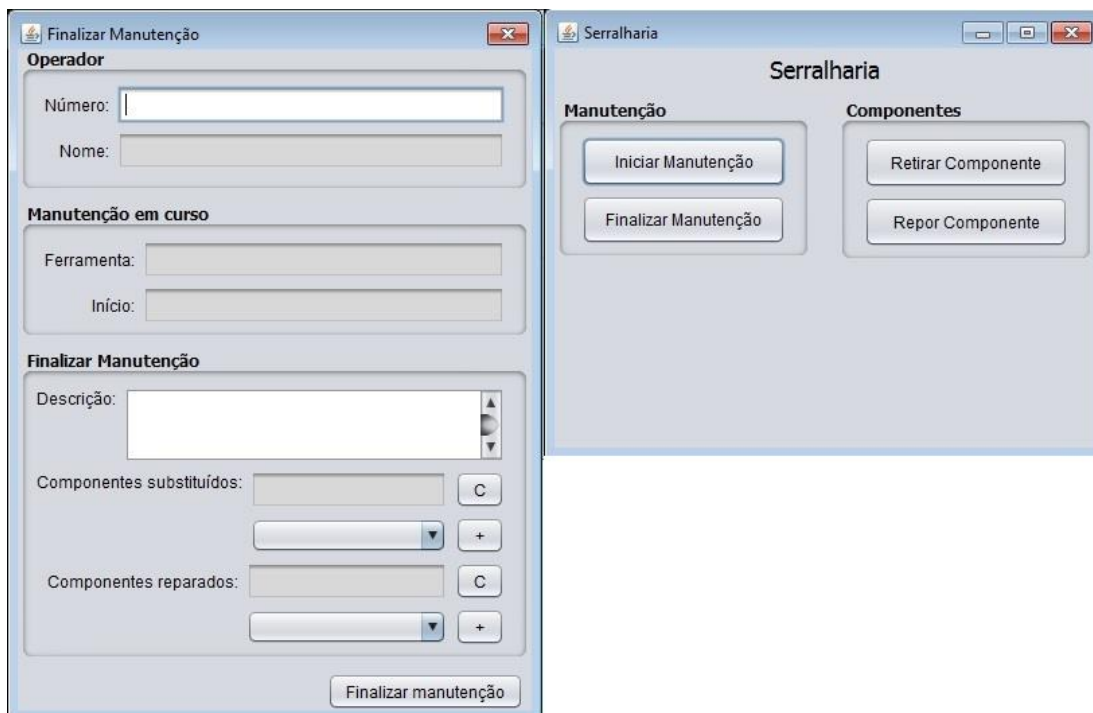 Finalizar Manutenção
Operador
Número:
Nome:
Manutenção em curso
Ferramenta:
Início:
Finalizar Manutenção
Descrição:
Componentes substituídos:
C
+
Componentes reparados:
C
+
Finalizar manutenção
Serralharia
Serralharia
Manutenção
Iniciar Manutenção
Finalizar Manutenção
Componentes
Retirar Componente
Repor Componente